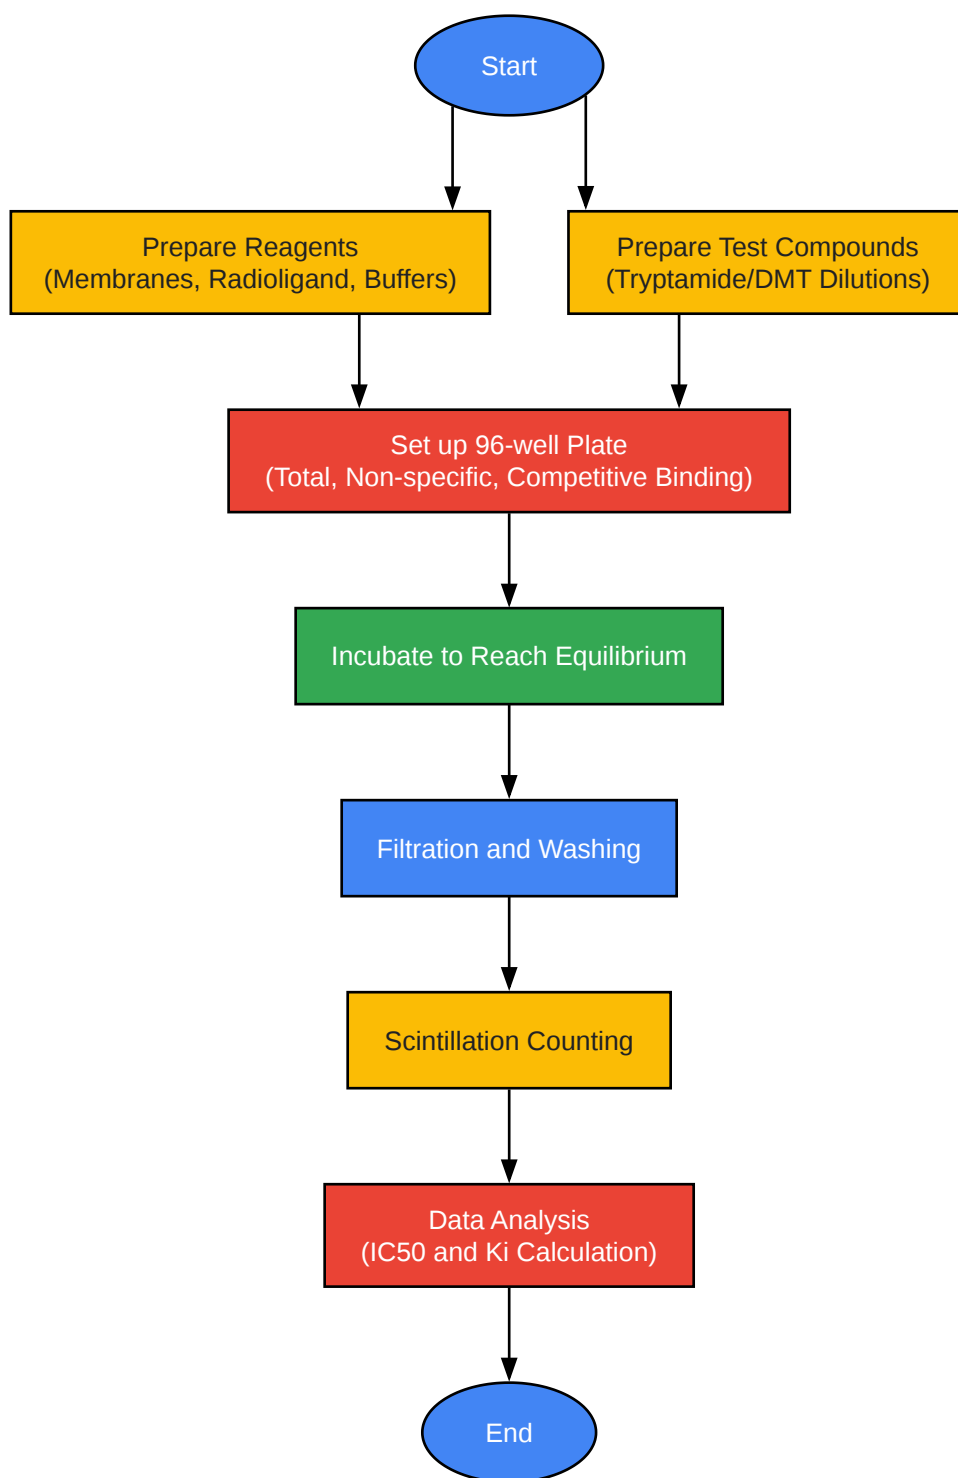 Start
Prepare Reagents
(Membranes, Radioligand, Buffers)
Prepare Test Compounds
(Tryptamide/DMT Dilutions)
Set up 96-well Plate
(Total, Non-specific, Competitive Binding)
Incubate to Reach Equilibrium
Filtration and Washing
Scintillation Counting
Data Analysis
(IC50 and Ki Calculation)
End